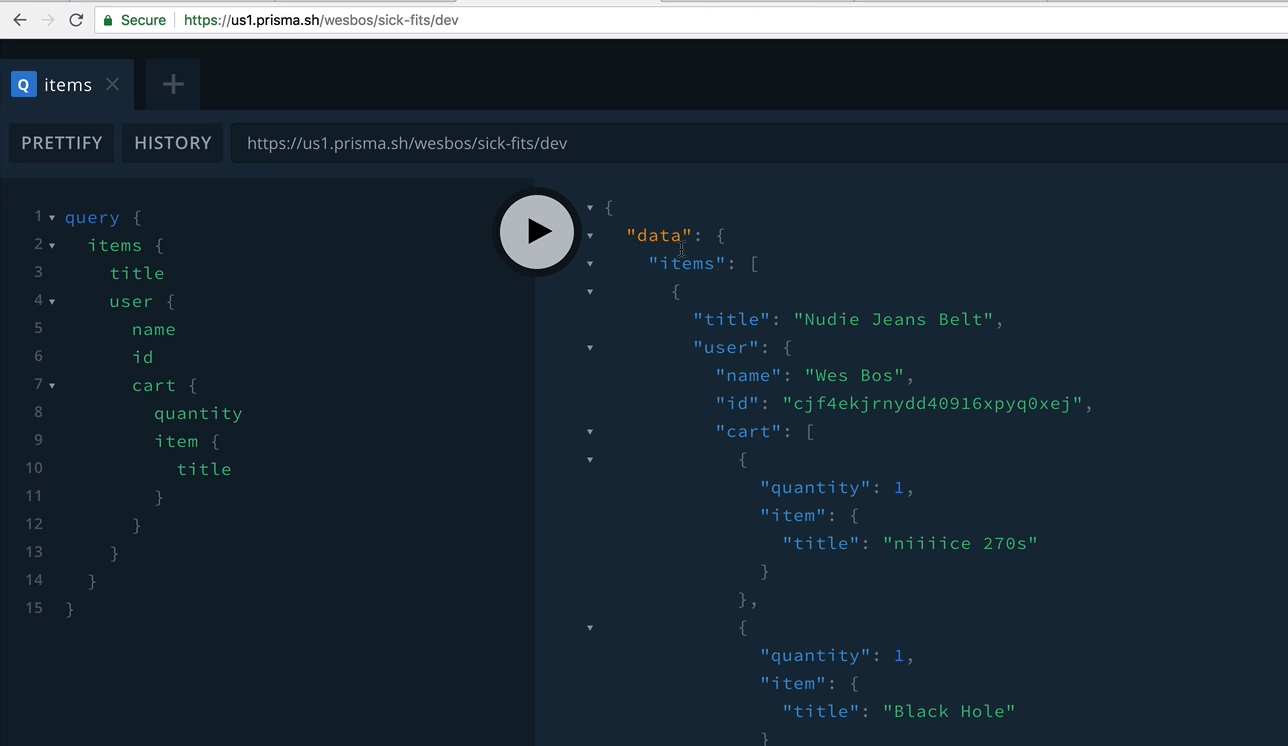 Secure https://us1.prisma.sh/wesbos/sick-fits/dev
Q items
PRETTIFY HISTORY https://us1.prisma.sh/wesbos/sick-fits/dev
1 query {
2 items {
3 title
4 user {
5 name
6 id
7 cart {
8 quantity
9 item {
10 title
11 }
12 }
13 }
14 }
15 }
{
"data": {
"items": [
{
"title": "Nudie Jeans Belt",
"user": {
"name": "Wes Bos",
"id": "cjf4ekjrnydd40916xpyq0xej",
"cart": [
{
"quantity": 1,
"item": {
"title": "niiiice 270s"
}
},
{
"quantity": 1,
"item": {
"title": "Black Hole"
}